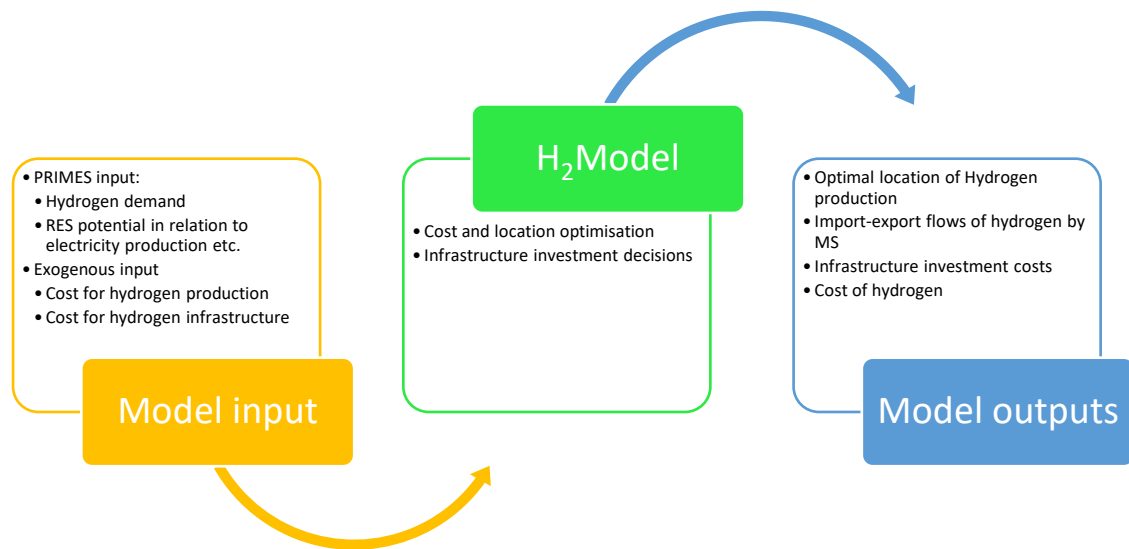 • PRIMES input:
• Hydrogen demand
• RES potential in relation to
electricity production etc.
• Exogenous input
• Cost for hydrogen production
• Cost for hydrogen infrastructure
Model input
H₂Model
• Cost and location optimisation
• Infrastructure investment decisions
• Optimal location of Hydrogen
production
• Import-export flows of hydrogen by
MS
• Infrastructure investment costs
• Cost of hydrogen
Model outputs